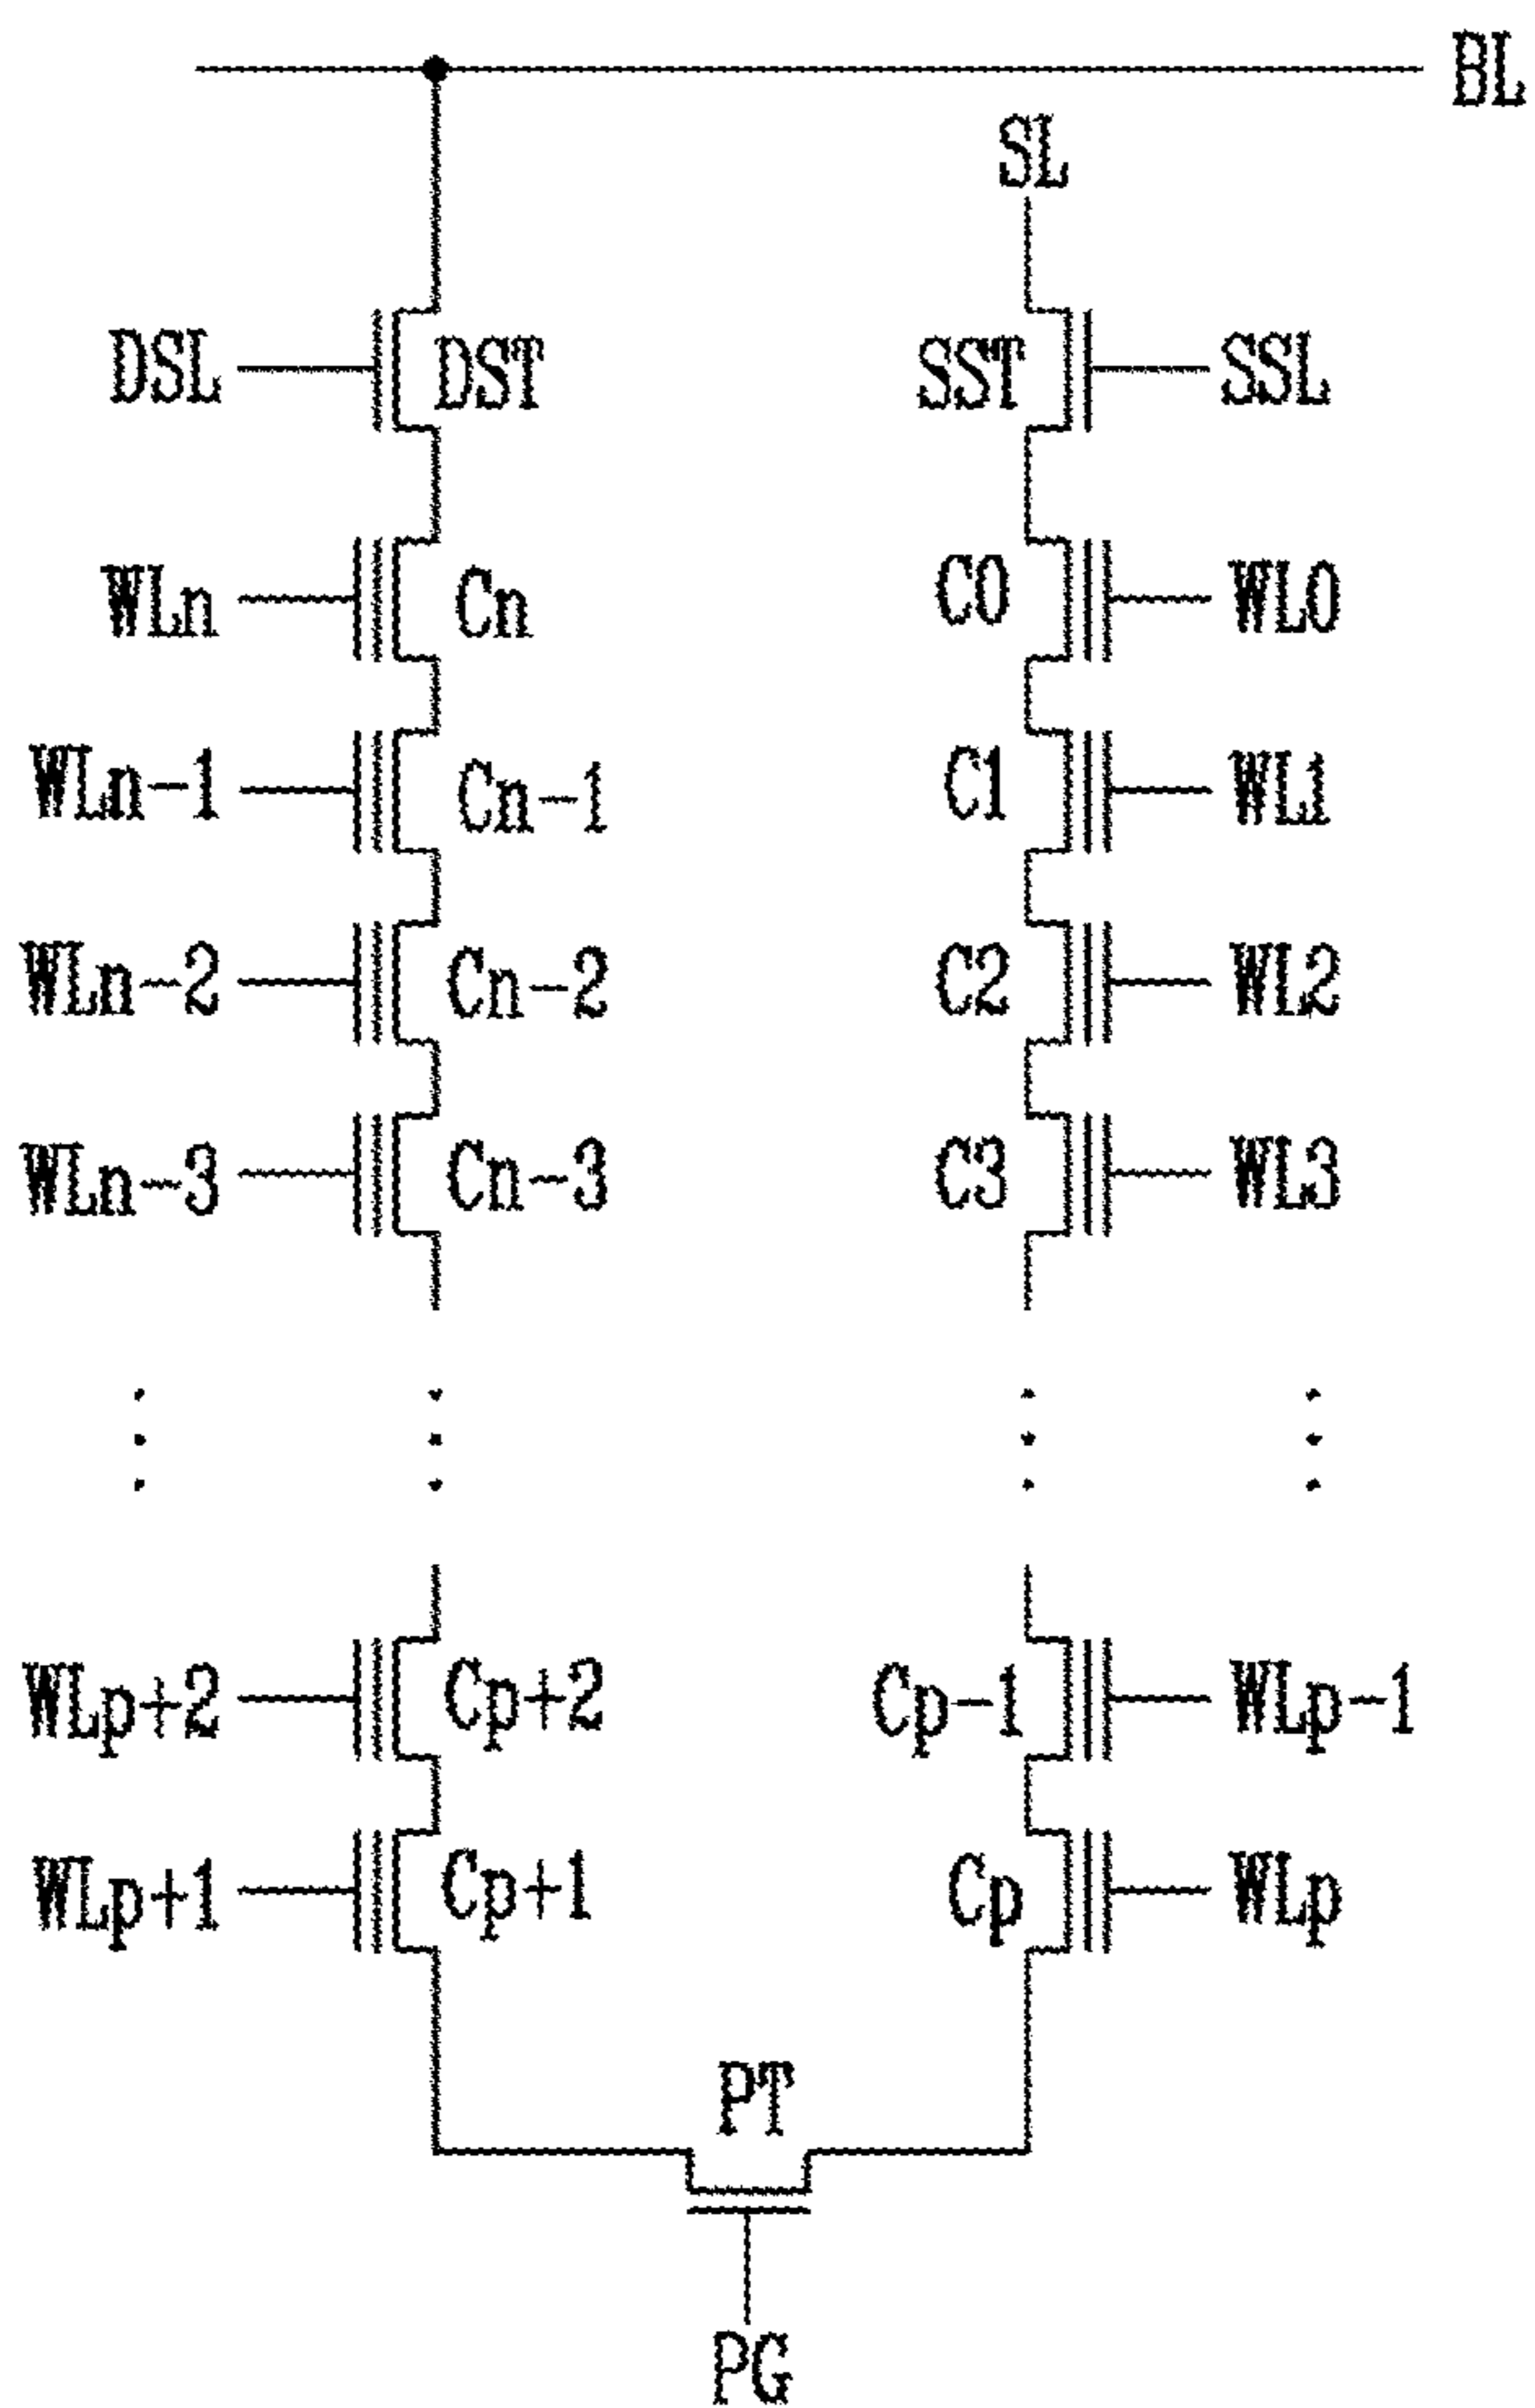 BL
SL
DSL DST SST SSL
WLn Cn C0 WL0
WLn-1 Cn-1 C1 WL1
WLn-2 Cn-2 C2 WL2
WLn-3 Cn-3 C3 WL3
WLp+2 Cp+2 Cp-1 WLp-1
WLp+1 Cp+1 Cp WLp
PT
PG